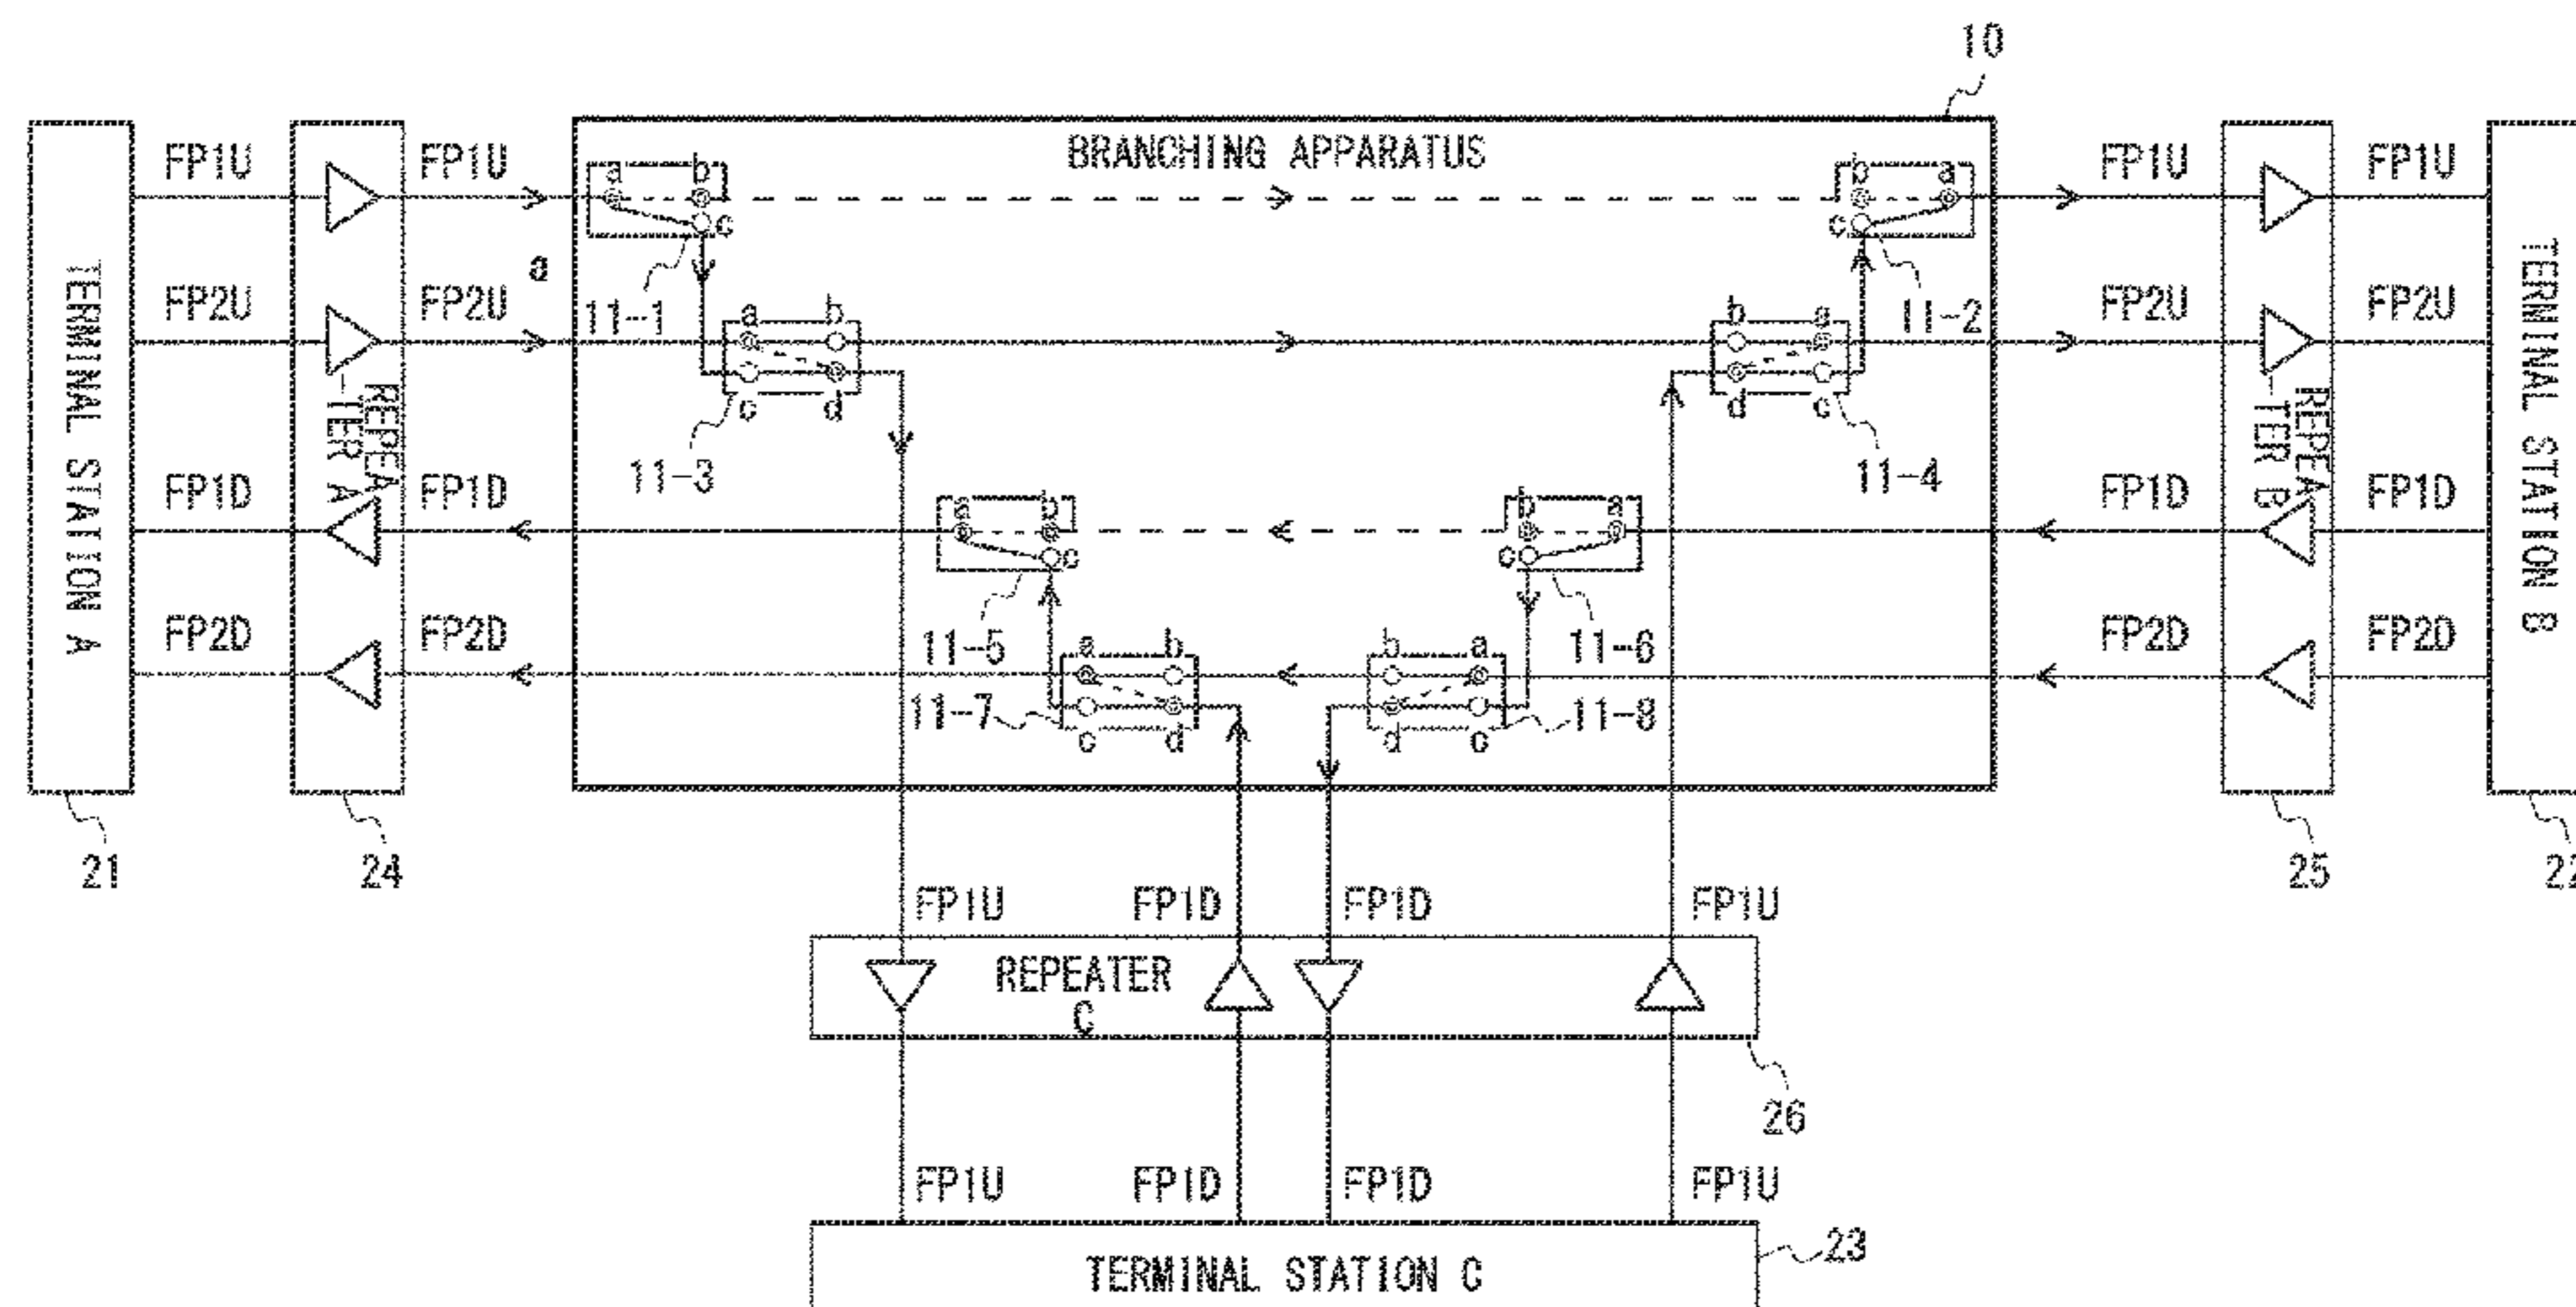 10
BRANCHING APPARATUS
FP1U FP1U FP1U FP1U
a b b a
c c
a
11-1 11-2
FP2U FP2U FP2U FP2U
a b b a
c d d c
11-3 11-4
TERMINAL STATION A
REPEA
-TER A
REPEA
-TER B
TERMINAL STATION B
FP1D FP1D FP1D FP1D
a b b a
c c
11-5 11-6
FP2D FP2D FP2D FP2D
a b b a
11-7 11-8
c d d c
21 24 25 22
FP1U FP1D FP1D FP1U
REPEATER
C
26
FP1U FP1D FP1D FP1U
23
TERMINAL STATION C